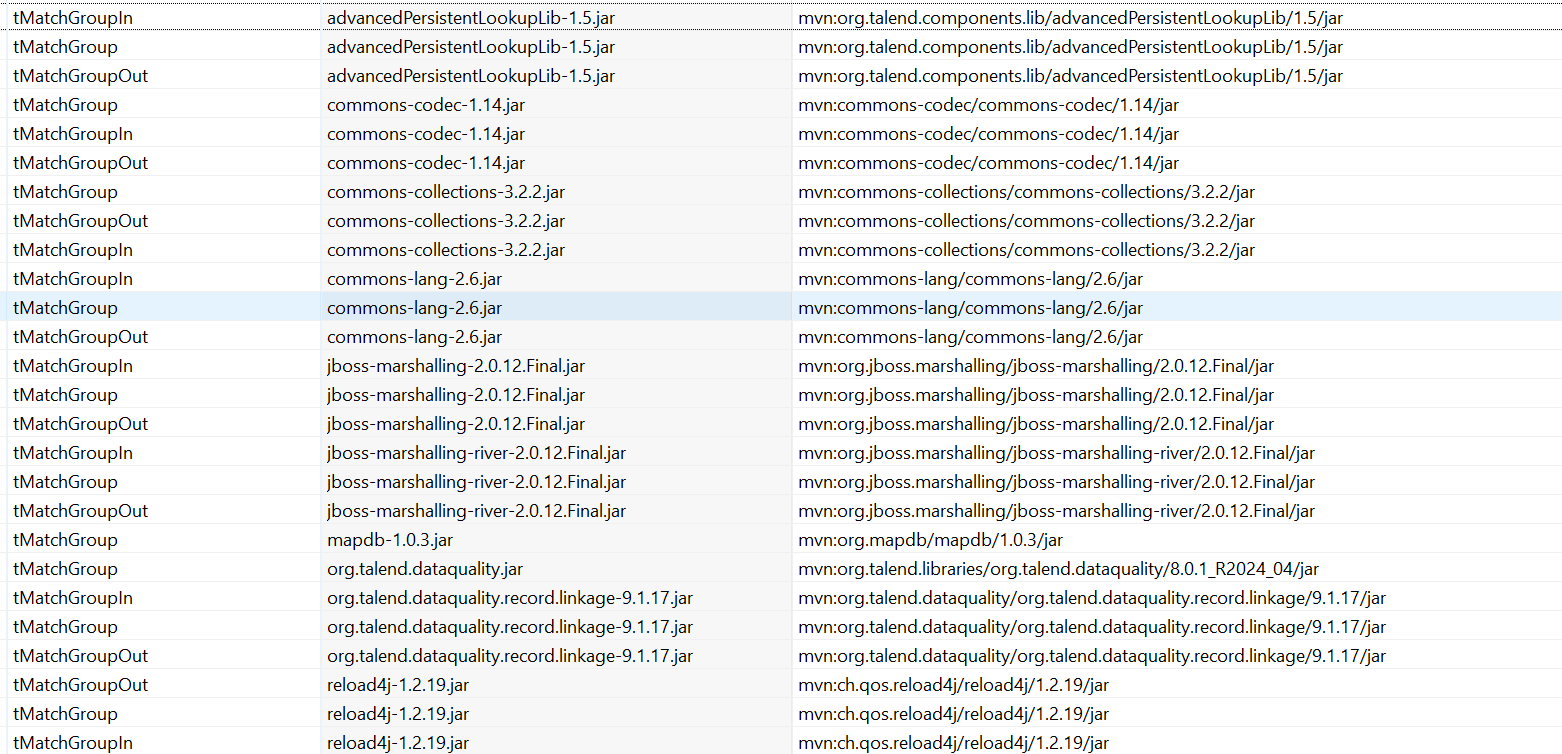 tMatchGroupIn advancedPersistentLookupLib-1.5.jar mvn:org.talend.components.lib/advancedPersistentLookupLib/1.5/jar
tMatchGroup advancedPersistentLookupLib-1.5.jar mvn:org.talend.components.lib/advancedPersistentLookupLib/1.5/jar
tMatchGroupOut advancedPersistentLookupLib-1.5.jar mvn:org.talend.components.lib/advancedPersistentLookupLib/1.5/jar
tMatchGroup commons-codec-1.14.jar mvn:commons-codec/commons-codec/1.14/jar
tMatchGroupIn commons-codec-1.14.jar mvn:commons-codec/commons-codec/1.14/jar
tMatchGroupOut commons-codec-1.14.jar mvn:commons-codec/commons-codec/1.14/jar
tMatchGroup commons-collections-3.2.2.jar mvn:commons-collections/commons-collections/3.2.2/jar
tMatchGroupOut commons-collections-3.2.2.jar mvn:commons-collections/commons-collections/3.2.2/jar
tMatchGroupIn commons-collections-3.2.2.jar mvn:commons-collections/commons-collections/3.2.2/jar
tMatchGroupIn commons-lang-2.6.jar mvn:commons-lang/commons-lang/2.6/jar
tMatchGroup commons-lang-2.6.jar mvn:commons-lang/commons-lang/2.6/jar
tMatchGroupOut commons-lang-2.6.jar mvn:commons-lang/commons-lang/2.6/jar
tMatchGroupIn jboss-marshalling-2.0.12.Final.jar mvn:org.jboss.marshalling/jboss-marshalling/2.0.12.Final/jar
tMatchGroup jboss-marshalling-2.0.12.Final.jar mvn:org.jboss.marshalling/jboss-marshalling/2.0.12.Final/jar
tMatchGroupOut jboss-marshalling-2.0.12.Final.jar mvn:org.jboss.marshalling/jboss-marshalling/2.0.12.Final/jar
tMatchGroupIn jboss-marshalling-river-2.0.12.Final.jar mvn:org.jboss.marshalling/jboss-marshalling-river/2.0.12.Final/jar
tMatchGroup jboss-marshalling-river-2.0.12.Final.jar mvn:org.jboss.marshalling/jboss-marshalling-river/2.0.12.Final/jar
tMatchGroupOut jboss-marshalling-river-2.0.12.Final.jar mvn:org.jboss.marshalling/jboss-marshalling-river/2.0.12.Final/jar
tMatchGroup mapdb-1.0.3.jar mvn:org.mapdb/mapdb/1.0.3/jar
tMatchGroup org.talend.dataquality.jar mvn:org.talend.libraries/org.talend.dataquality/8.0.1_R2024_04/jar
tMatchGroupIn org.talend.dataquality.record.linkage-9.1.17.jar mvn:org.talend.dataquality/org.talend.dataquality.record.linkage/9.1.17/jar
tMatchGroup org.talend.dataquality.record.linkage-9.1.17.jar mvn:org.talend.dataquality/org.talend.dataquality.record.linkage/9.1.17/jar
tMatchGroupOut org.talend.dataquality.record.linkage-9.1.17.jar mvn:org.talend.dataquality/org.talend.dataquality.record.linkage/9.1.17/jar
tMatchGroupOut reload4j-1.2.19.jar mvn:ch.qos.reload4j/reload4j/1.2.19/jar
tMatchGroup reload4j-1.2.19.jar mvn:ch.qos.reload4j/reload4j/1.2.19/jar
tMatchGroupIn reload4j-1.2.19.jar mvn:ch.qos.reload4j/reload4j/1.2.19/jar